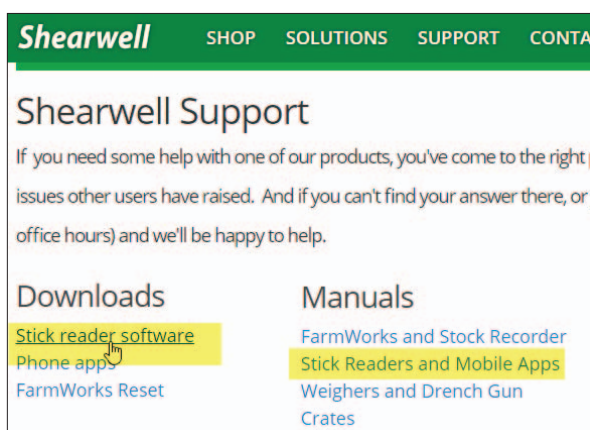 Shearwell SHOP SOLUTIONS SUPPORT CONTA
Shearwell Support
If you need some help with one of our products, you've come to the right
issues other users have raised. And if you can't find your answer there, or
office hours) and we'll be happy to help.
Downloads
Stick reader software
Phone apps
FarmWorks Reset
Manuals
FarmWorks and Stock Recorder
Stick Readers and Mobile Apps
Weighers and Drench Gun
Crates